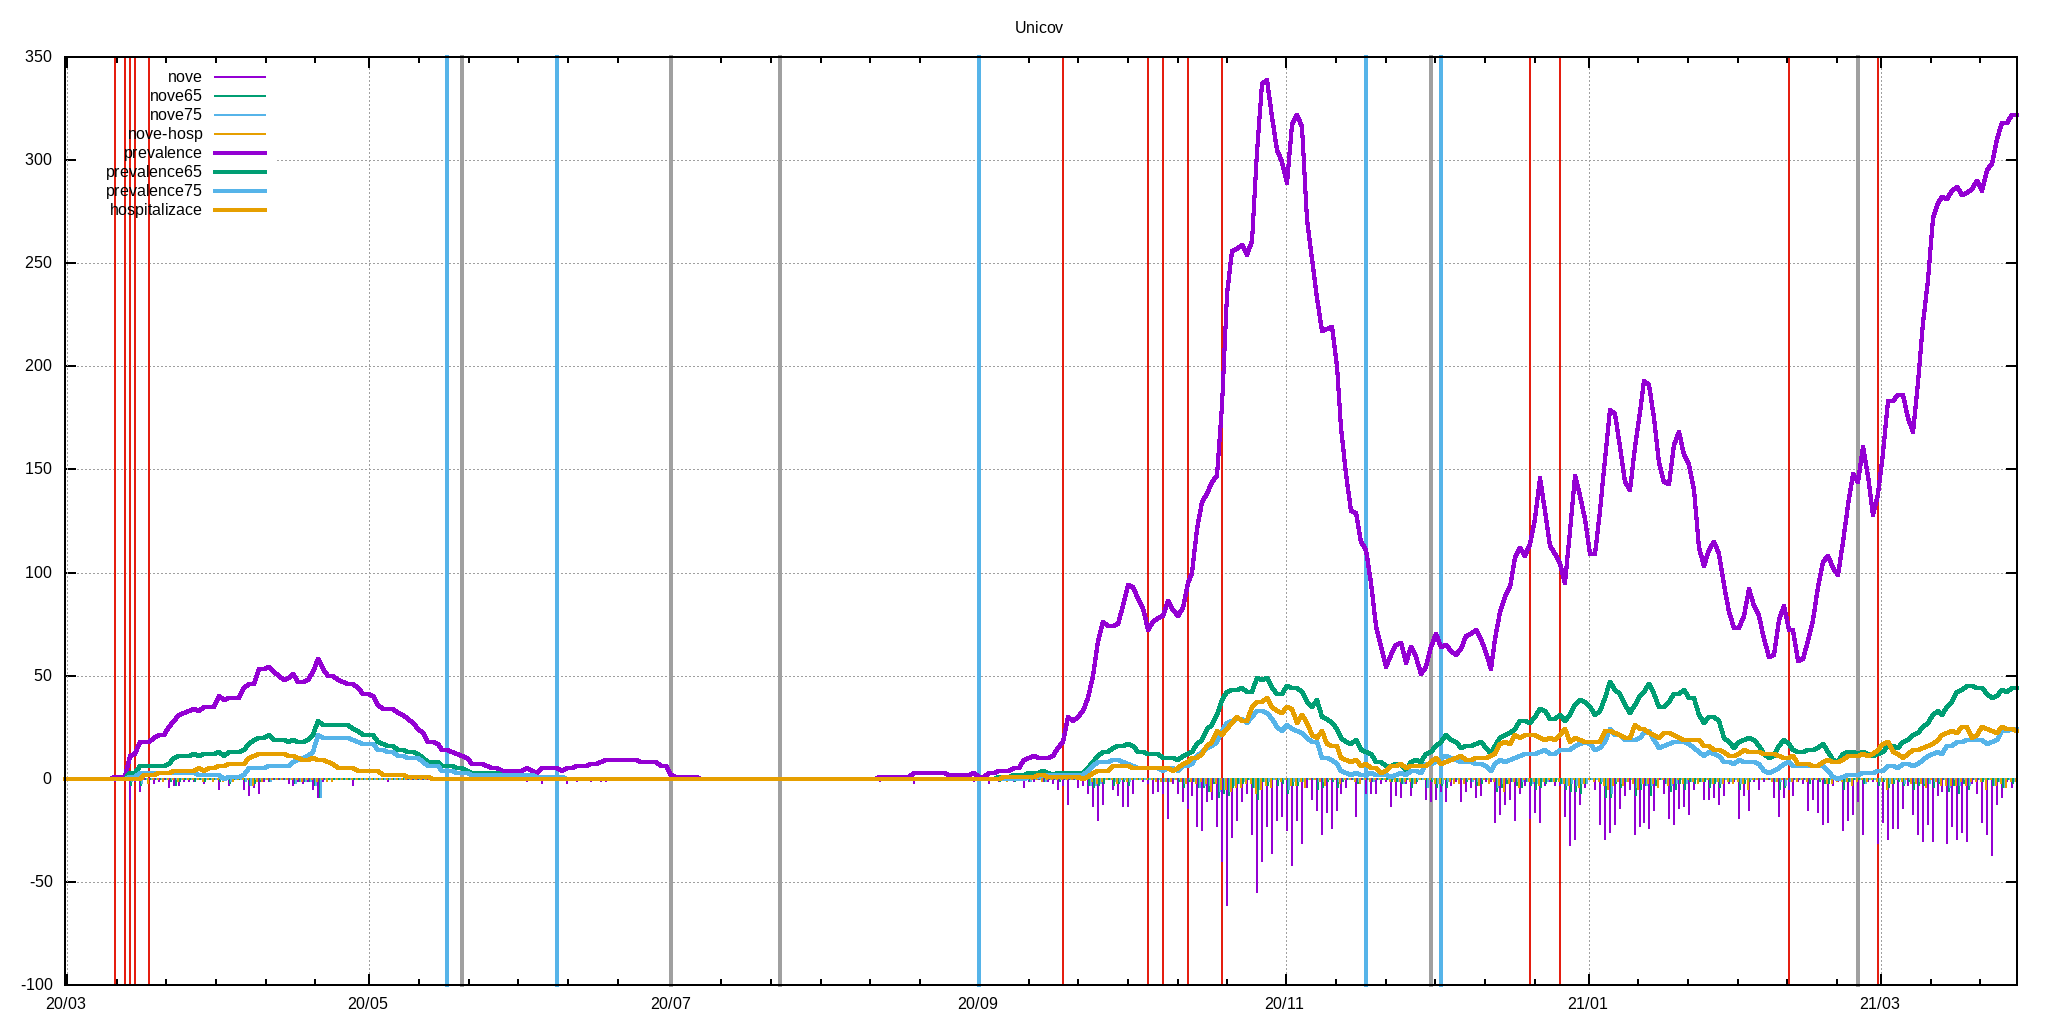 Unicov
350
300
250
200
150
100
50
0
-50
-100
nove
nove65
nove75
nove-hosp
prevalence
prevalence65
prevalence75
hospitalizace
20/03 20/05 20/07 20/09 20/11 21/01 21/03